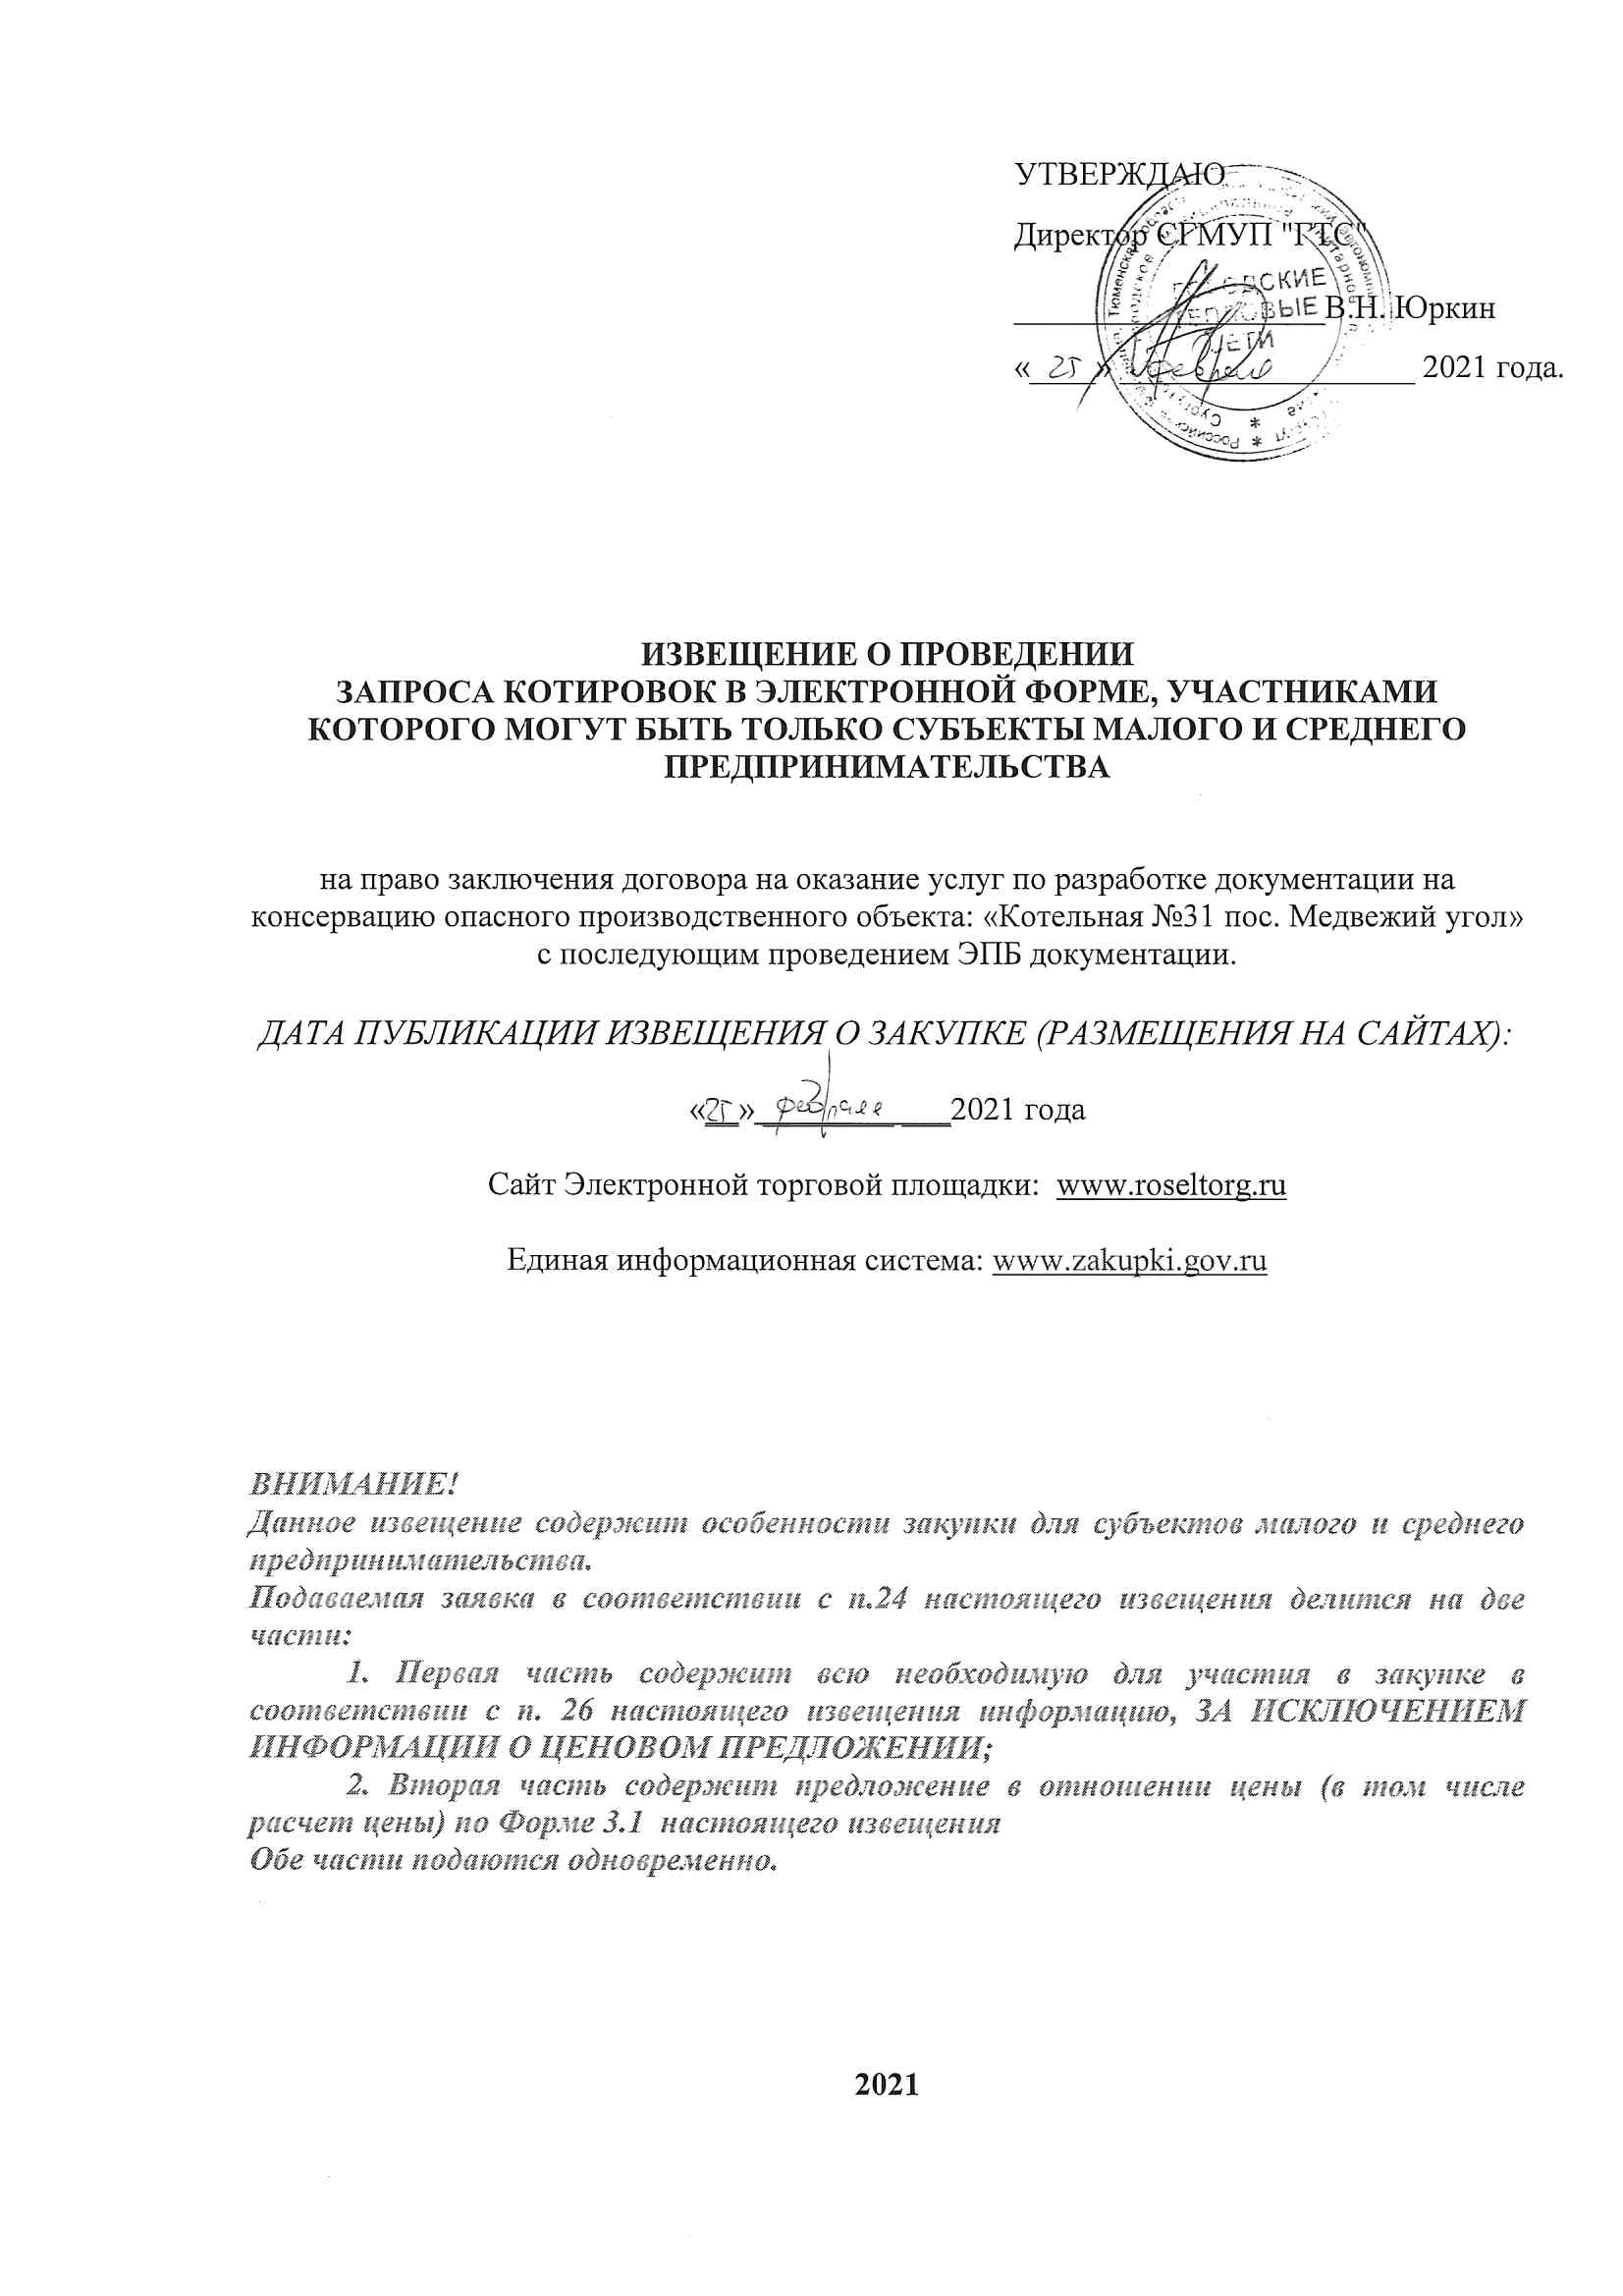 УТВЕРЖДАЮ
Директор СГМУП "ГТС"
В.Н. Юркин
« 25 » февраля 2021 года.
ГОРОДСКИЕ
ТЕПЛОВЫЕ
СЕТИ
ИЗВЕЩЕНИЕ О ПРОВЕДЕНИИ
ЗАПРОСА КОТИРОВОК В ЭЛЕКТРОННОЙ ФОРМЕ, УЧАСТНИКАМИ
КОТОРОГО МОГУТ БЫТЬ ТОЛЬКО СУБЪЕКТЫ МАЛОГО И СРЕДНЕГО
ПРЕДПРИНИМАТЕЛЬСТВА
на право заключения договора на оказание услуг по разработке документации на
консервацию опасного производственного объекта: «Котельная №31 пос. Медвежий угол»
с последующим проведением ЭПБ документации.
ДАТА ПУБЛИКАЦИИ ИЗВЕЩЕНИЯ О ЗАКУПКЕ (РАЗМЕЩЕНИЯ НА САЙТАХ):
«25» февраля 2021 года
Сайт Электронной торговой площадки: www.roseltorg.ru
Единая информационная система: www.zakupki.gov.ru
ВНИМАНИЕ!
Данное извещение содержит особенности закупки для субъектов малого и среднего
предпринимательства.
Подаваемая заявка в соответствии с п.24 настоящего извещения делится на две
части:
1. Первая часть содержит всю необходимую для участия в закупке в
соответствии с п. 26 настоящего извещения информацию, ЗА ИСКЛЮЧЕНИЕМ
ИНФОРМАЦИИ О ЦЕНОВОМ ПРЕДЛОЖЕНИИ;
2. Вторая часть содержит предложение в отношении цены (в том числе
расчет цены) по Форме 3.1 настоящего извещения
Обе части подаются одновременно.
2021